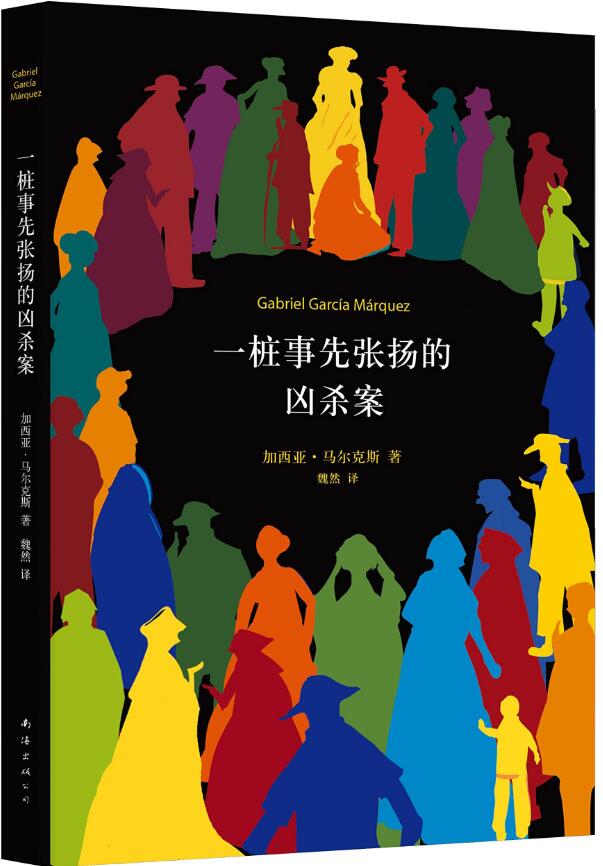 Gabriel
García
Márquez
一桩事先张扬的凶杀案
加西亚·马尔克斯 著 魏然 译
南海出版公司
Gabriel García Márquez
一桩事先张扬的
凶杀案
加西亚·马尔克斯 著
魏然 译